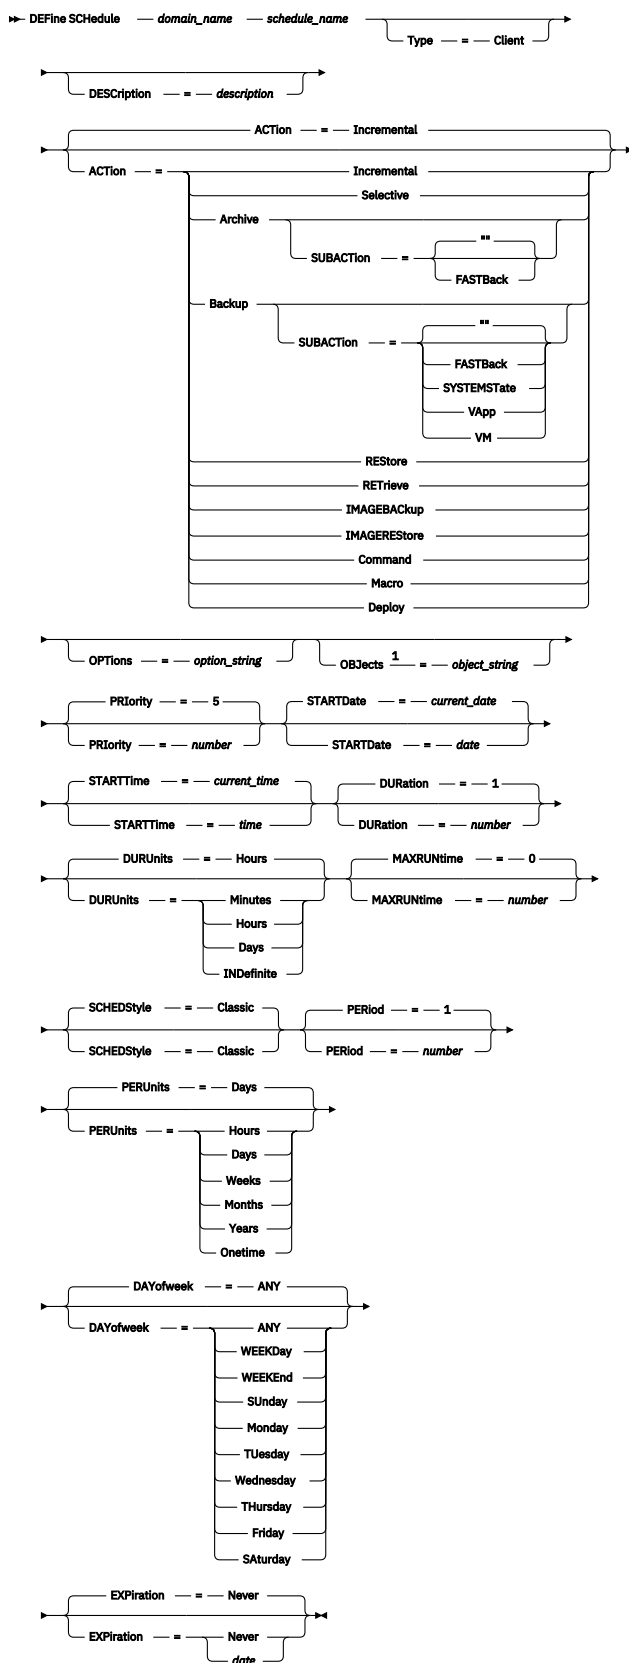 DEFine SCHedule domain_name schedule_name
Type = Client
DESCription = description
ACTion = Incremental
ACTion = Incremental
Selective
Archive
SUBACTion = ""
FASTBack
Backup
SUBACTion = ""
FASTBack
SYSTEMSTate
VApp
VM
REStore
RETrieve
IMAGEBACkup
IMAGEREStore
Command
Macro
Deploy
OPTions = option_string OBJects 1 = object_string
PRIority = 5 STARTDate = current_date
PRIority = number STARTDate = date
STARTTime = current_time DURation = 1
STARTTime = time DURation = number
DURUnits = Hours MAXRUNtime = 0
DURUnits = Minutes MAXRUNtime = number
Hours
Days
INDefinite
SCHEDStyle = Classic PERiod = 1
SCHEDStyle = Classic PERiod = number
PERUnits = Days
PERUnits = Hours
Days
Weeks
Months
Years
Onetime
DAYofweek = ANY
DAYofweek = ANY
WEEKDay
WEEKEnd
SUnday
Monday
TUesday
Wednesday
THursday
Friday
SAturday
EXPiration = Never
EXPiration = Never
date